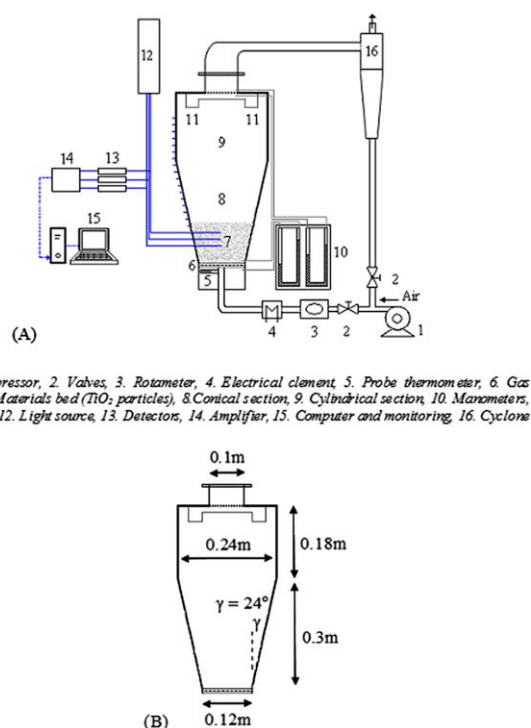 12
16
11
11
9
14
13
8
15
7
10
6
5
2
Air
4
3
2
1
(A)
ressor, 2. Valves, 3. Rotameter, 4. Electrical clement, 5. Probe thermometer, 6. Gas
Materials bed (TiO₂ particles), 8.Conical section, 9. Cylindrical section, 10. Manometers,
12. Light source, 13. Detectors, 14. Amplifier, 15. Computer and monitoring, 16. Cyclone
0.1m
0.24m
0.18m
γ = 24°
γ
0.3m
0.12m
(B)